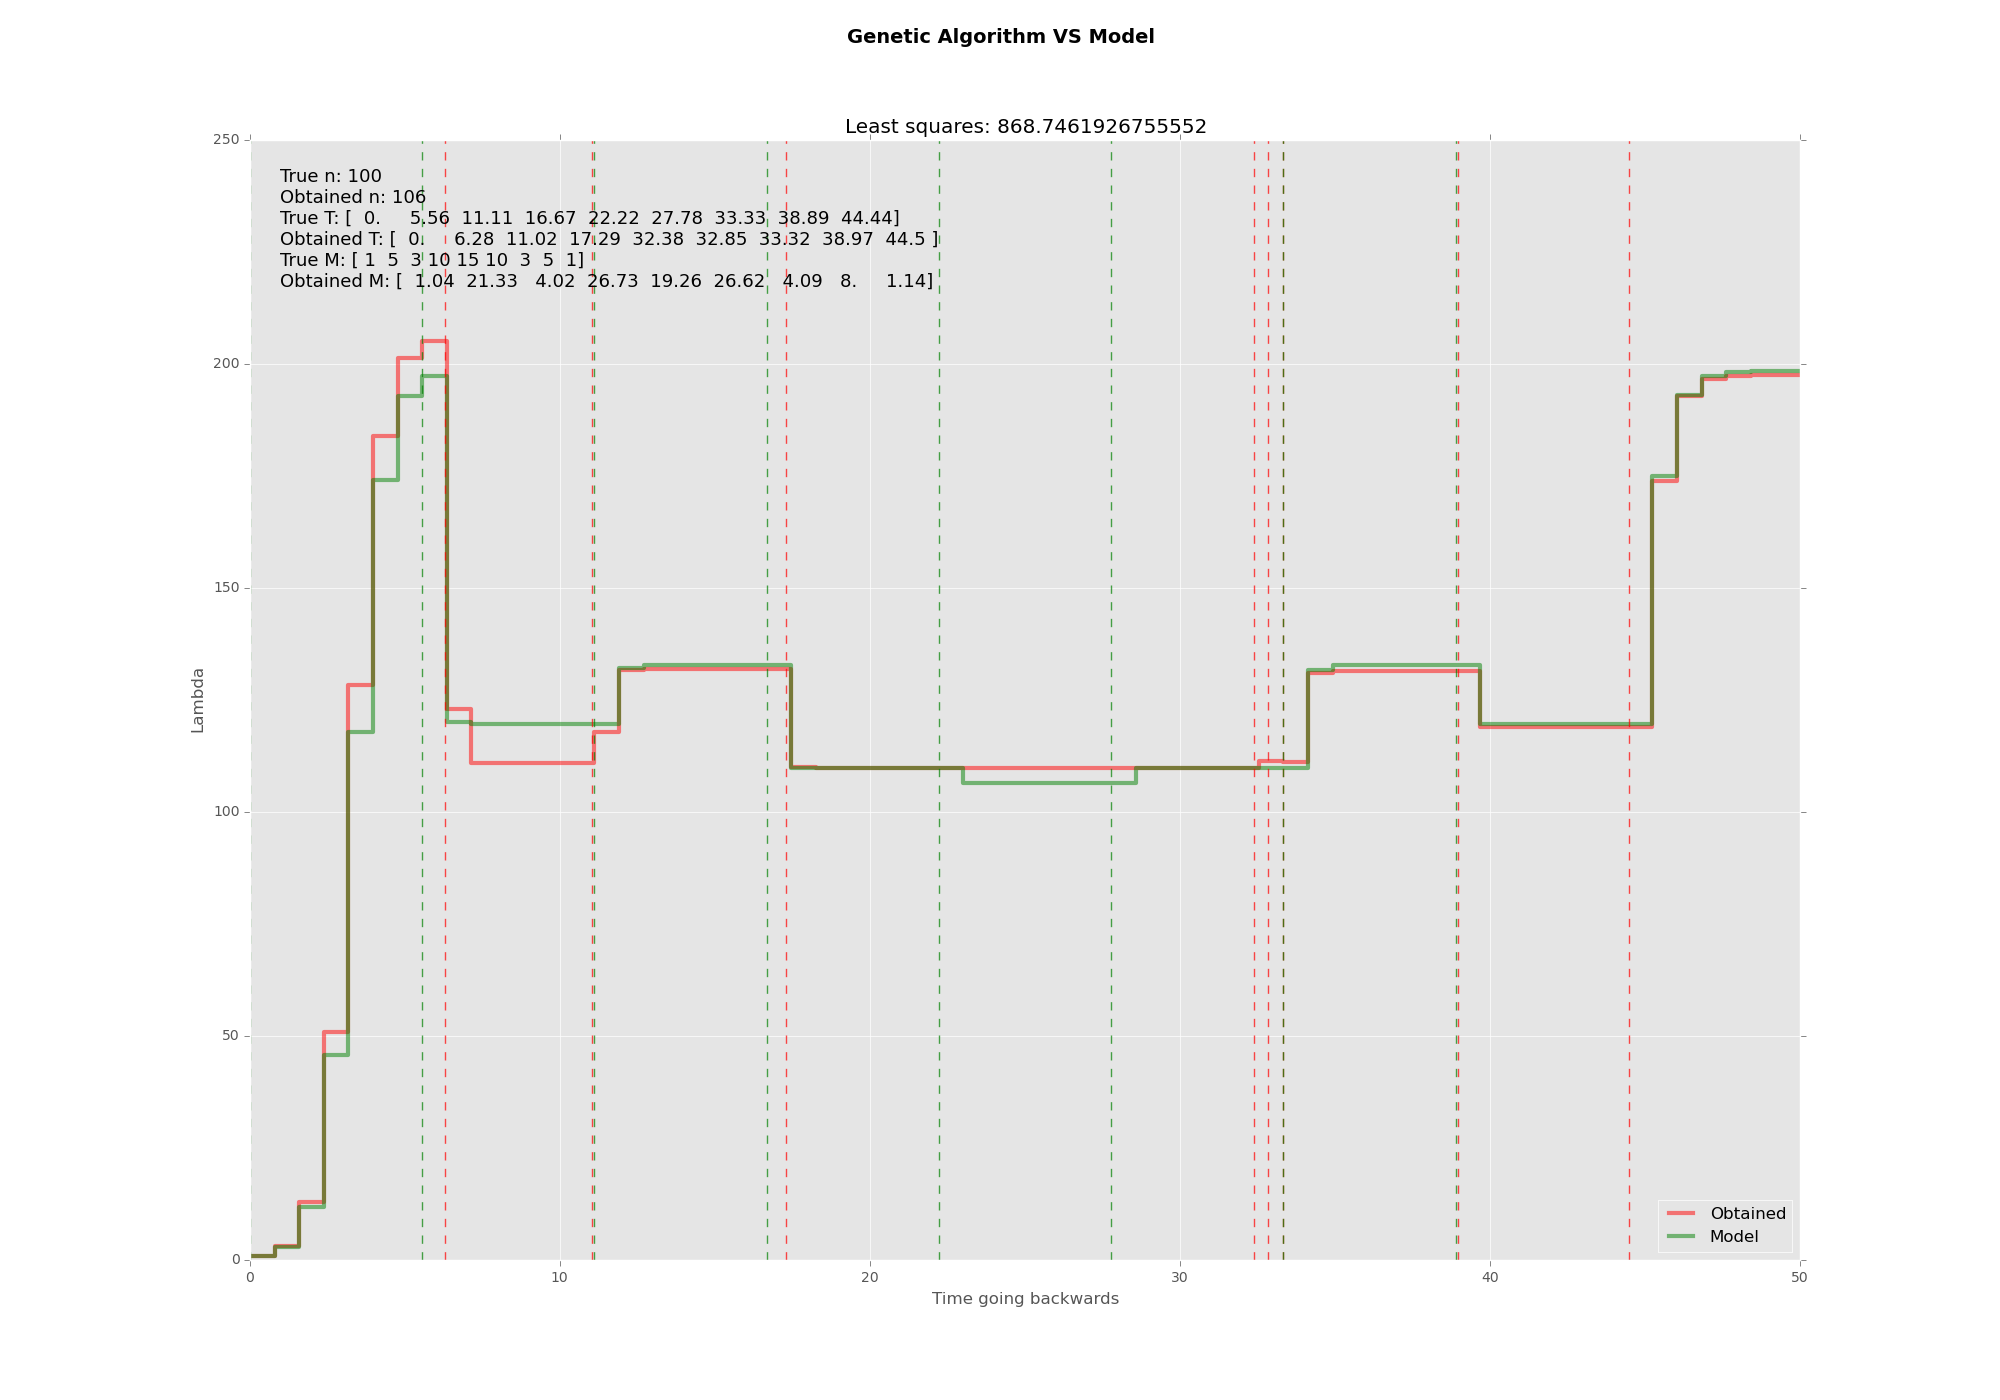 Genetic Algorithm VS Model
Least squares: 868.7461926755552
250
200
150
100
50
0
Lambda
True n: 100
Obtained n: 106
True T: [ 0. 5.56 11.11 16.67 22.22 27.78 33.33 38.89 44.44]
Obtained T: [ 0. 6.28 11.02 17.29 32.38 32.85 33.32 38.97 44.5 ]
True M: [ 1 5 3 10 15 10 3 5 1]
Obtained M: [ 1.04 21.33 4.02 26.73 19.26 26.62 4.09 8. 1.14]
Obtained
Model
0 10 20 30 40 50
Time going backwards